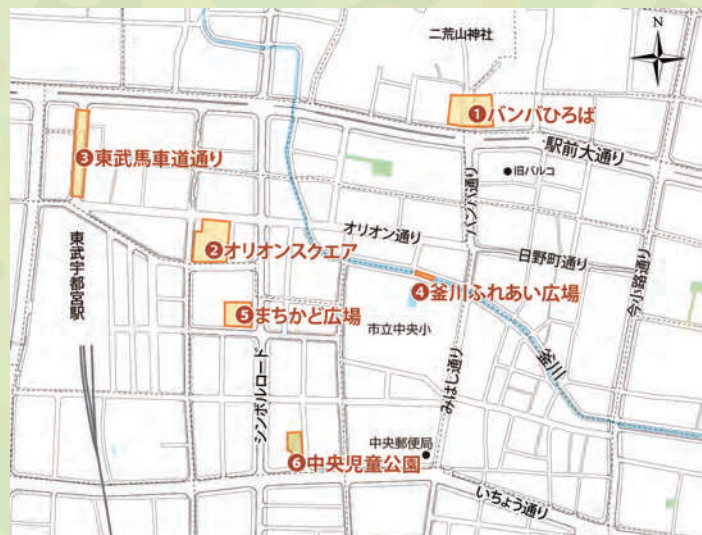 N
二荒山神社
❶バンバひろば
駅前大通り
❸東武馬車道通り
旧パルコ
バンバ通り
オリオン通り
❷オリオンスクエア
日野町通り
今小路通り
東武宇都宮駅
❹釜川ふれあい広場
❺まちかど広場
市立中央小
釜川
みはし通り
シンボルロード
中央郵便局
❻中央児童公園
いちょう通り